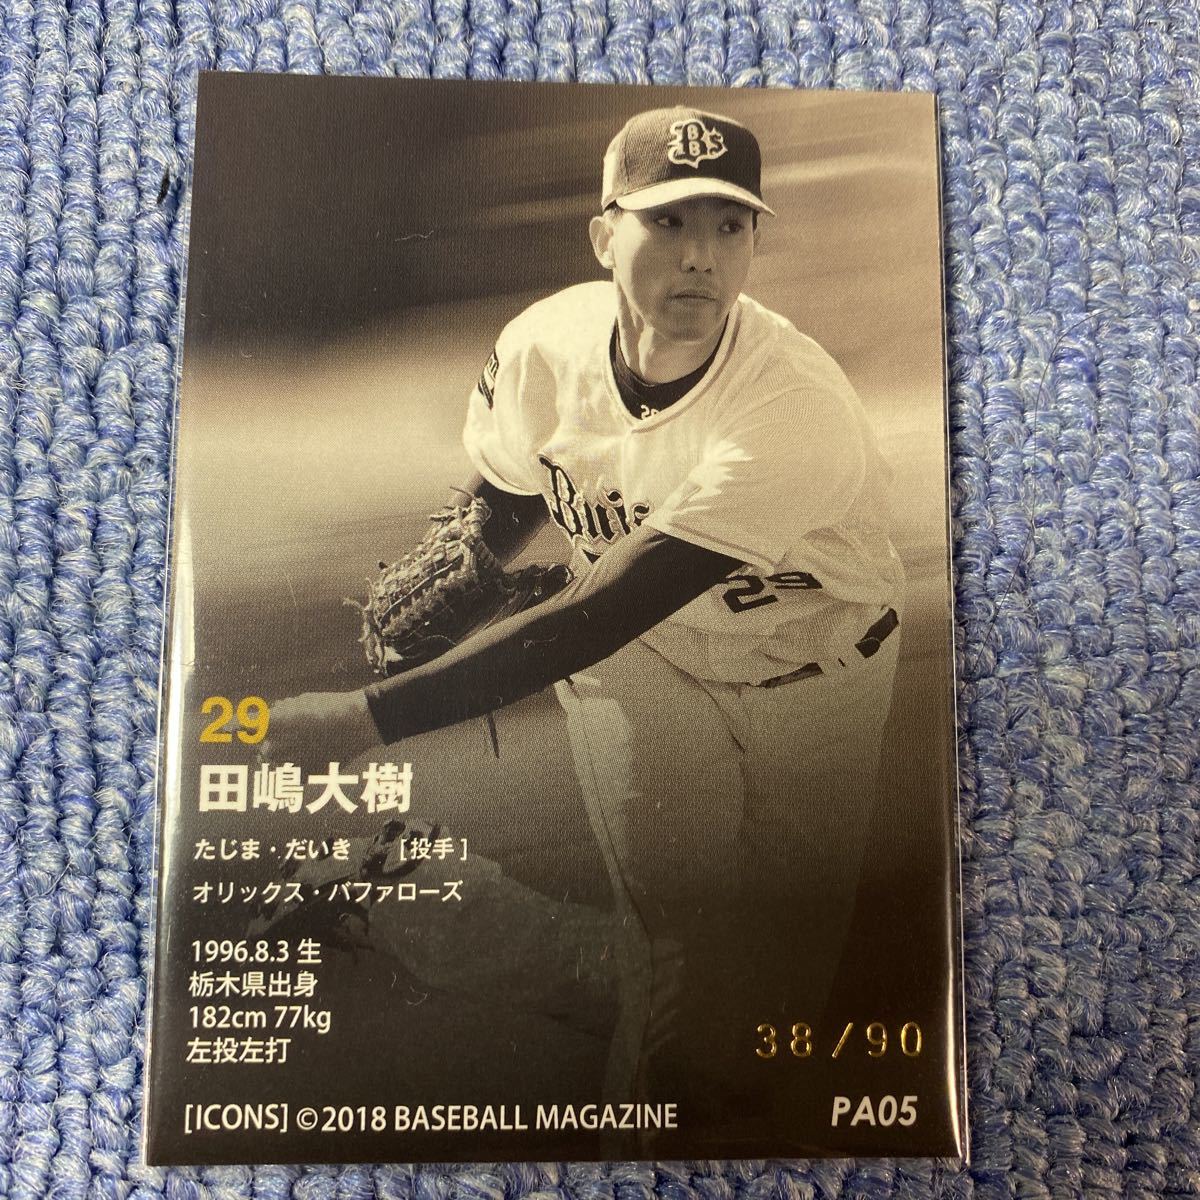 Bs
29
29
田嶋大樹
たじま・だいき [投手]
オリックス・バファローズ
1996.8.3 生
栃木県出身
182cm 77kg
左投左打
38/90
[ICONS] ©2018 BASEBALL MAGAZINE
PA05